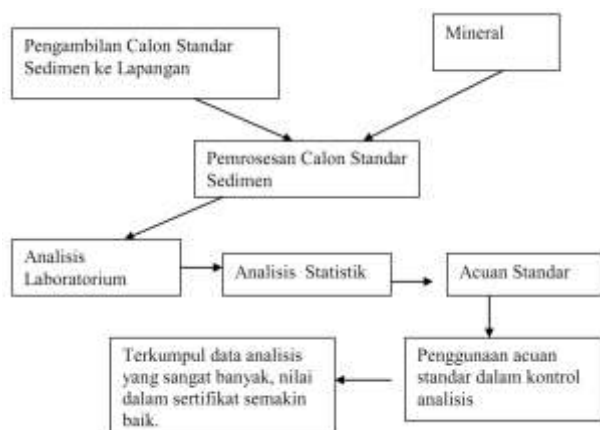 Pengambilan Calon Standar
Sedimen ke Lapangan
Mineral
Pemrosesan Calon Standar
Sedimen
Analisis
Laboratorium
Analisis Statistik
Acuan Standar
Penggunaan acuan
standar dalam kontrol
analisis
Terkumpul data analisis
yang sangat banyak, nilai
dalam sertifikat semakin
baik.